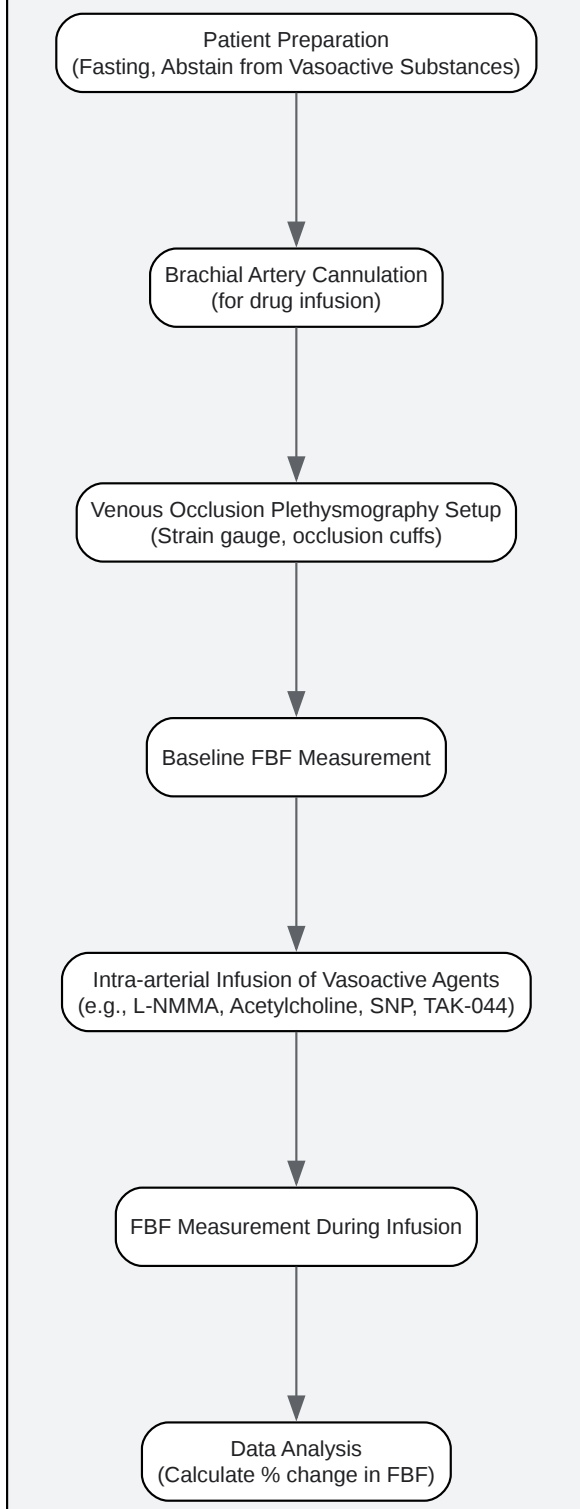 Patient Preparation
(Fasting, Abstain from Vasoactive Substances)
Brachial Artery Cannulation
(for drug infusion)
Venous Occlusion Plethysmography Setup
(Strain gauge, occlusion cuffs)
Baseline FBF Measurement
Intra-arterial Infusion of Vasoactive Agents
(e.g., L-NMMA, Acetylcholine, SNP, TAK-044)
FBF Measurement During Infusion
Data Analysis
(Calculate % change in FBF)